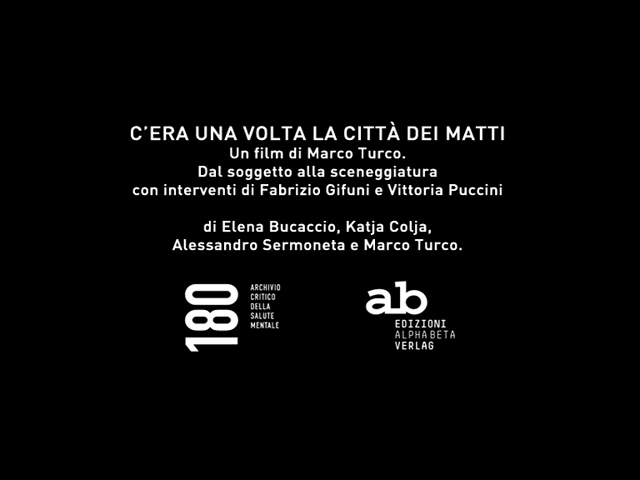 C'ERA UNA VOLTA LA CITTÀ DEI MATTI
Un film di Marco Turco.
Dal soggetto alla sceneggiatura
con interventi di Fabrizio Gifuni e Vittoria Puccini
di Elena Bucaccio, Katja Colja,
Alessandro Sermoneta e Marco Turco.
180
ARCHIVIO
CRITICO
DELLA
SALUTE
MENTALE
ab
EDIZIONI
ALPHABETA
VERLAG